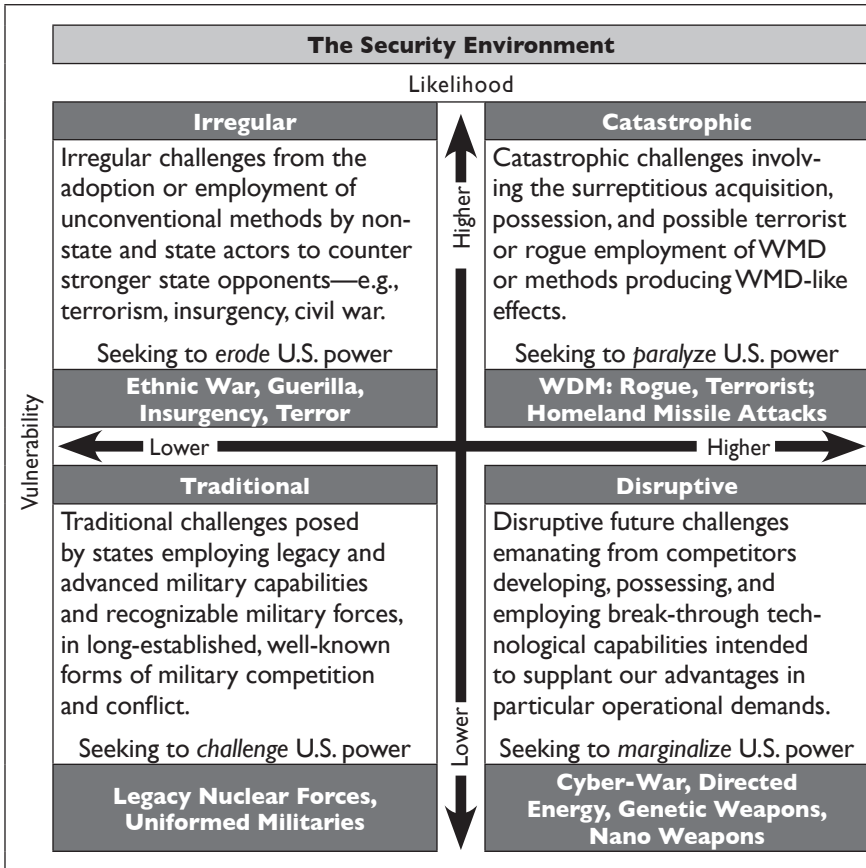 The Security Environment
Likelihood
Irregular
Irregular challenges from the
adoption or employment of
unconventional methods by non-
state and state actors to counter
stronger state opponents—e.g.,
terrorism, insurgency, civil war.
Seeking to erode U.S. power
Ethnic War, Guerilla,
Insurgency, Terror
Higher
Catastrophic
Catastrophic challenges involv-
ing the surreptitious acquisition,
possession, and possible terrorist
or rogue employment of WMD
or methods producing WMD-like
effects.
Seeking to paralyze U.S. power
WDM: Rogue, Terrorist;
Homeland Missile Attacks
Vulnerability
Lower
Higher
Traditional
Traditional challenges posed
by states employing legacy and
advanced military capabilities
and recognizable military forces,
in long-established, well-known
forms of military competition
and conflict.
Seeking to challenge U.S. power
Legacy Nuclear Forces,
Uniformed Militaries
Lower
Disruptive
Disruptive future challenges
emanating from competitors
developing, possessing, and
employing break-through tech-
nological capabilities intended
to supplant our advantages in
particular operational demands.
Seeking to marginalize U.S. power
Cyber-War, Directed
Energy, Genetic Weapons,
Nano Weapons